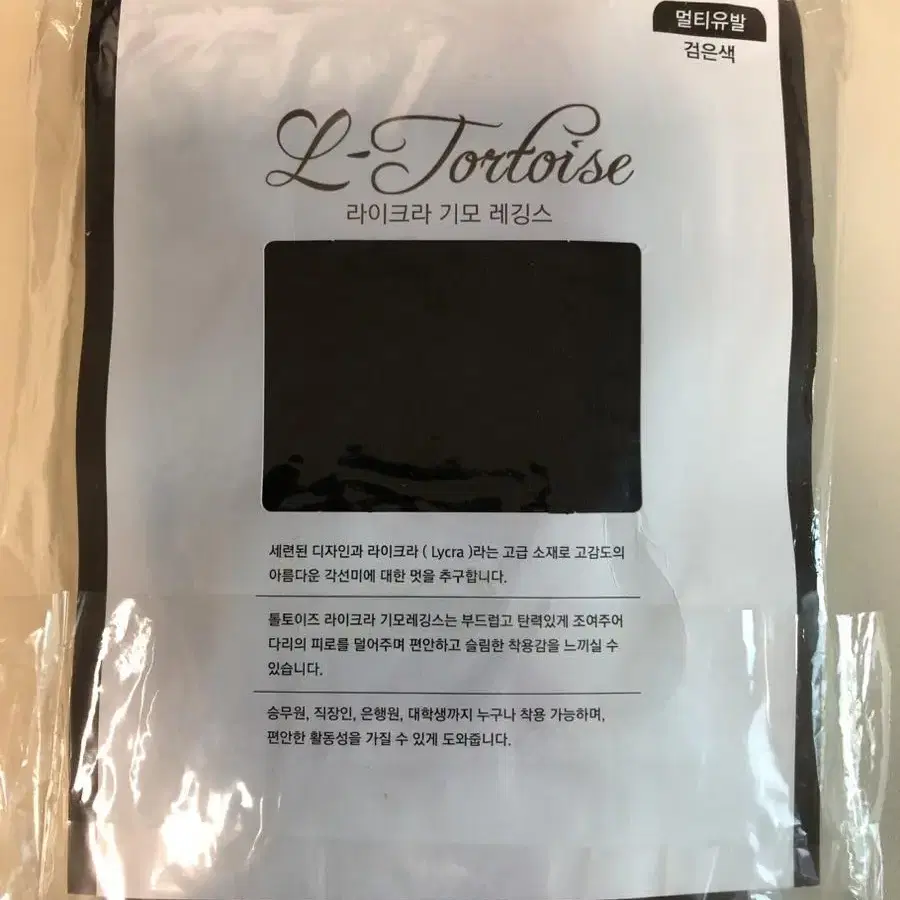 멀티유발
검은색
L-Tortoise
라이크라 기모 레깅스
세련된 디자인과 라이크라 ( Lycra )라는 고급 소재로 고감도의
아름다운 각선미에 대한 멋을 추구합니다.
톨토이즈 라이크라 기모레깅스는 부드럽고 탄력있게 조여주어
다리의 피로를 덜어주며 편안하고 슬림한 착용감을 느끼실 수
있습니다.
승무원, 직장인, 은행원, 대학생까지 누구나 착용 가능하며,
편안한 활동성을 가질 수 있게 도와줍니다.